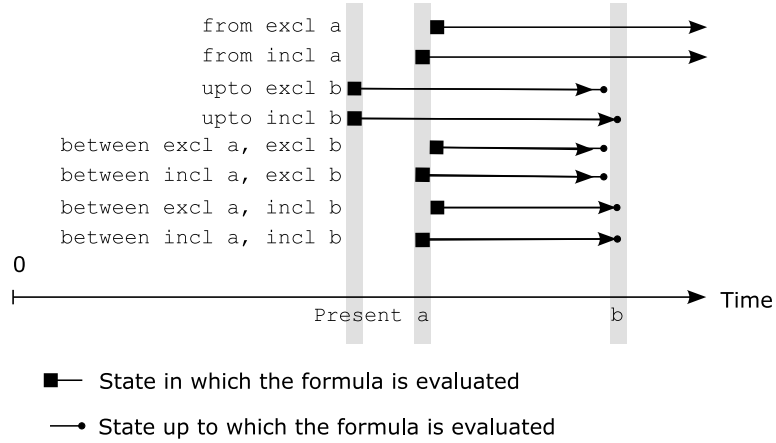 from excl a
from incl a
upto excl b
upto incl b
between excl a, excl b
between incl a, excl b
between excl a, incl b
between incl a, incl b
0
Time
Present a b
State in which the formula is evaluated
State up to which the formula is evaluated